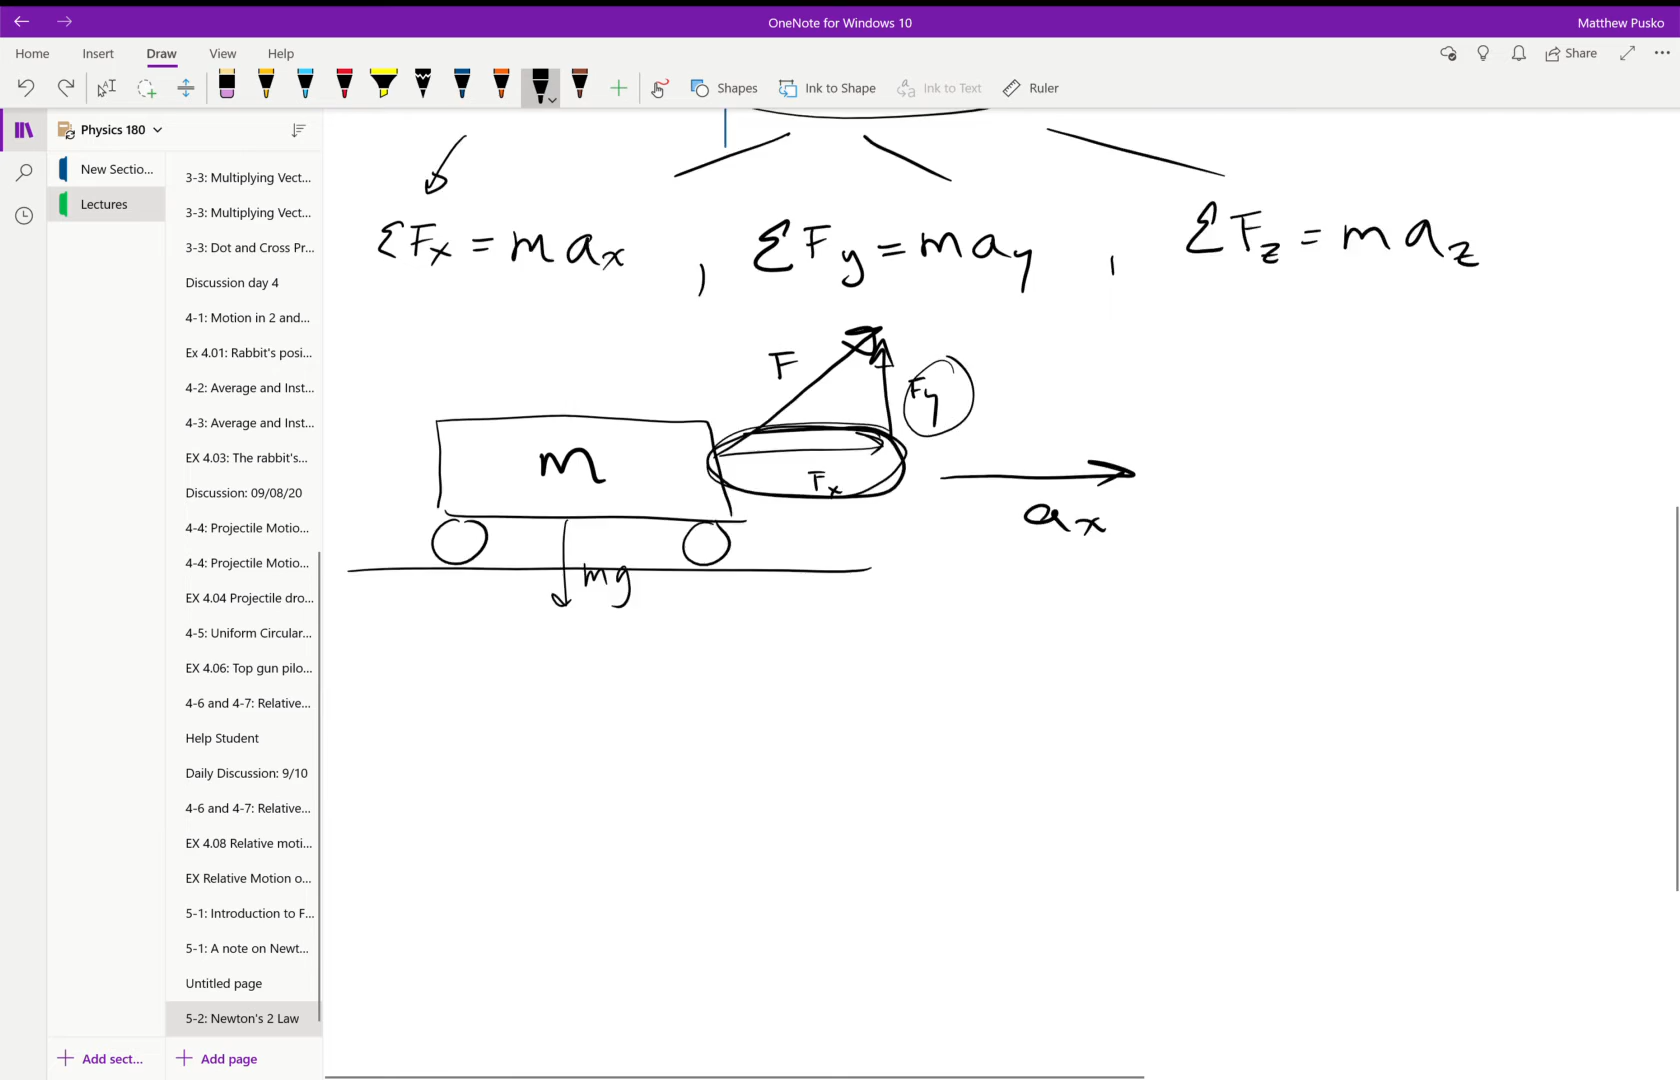 OneNote for Windows 10
Matthew Pusko
Home Insert Draw View Help
Share
Shapes Ink to Shape Ink to Text Ruler
Physics 180
New Sectio...
Lectures
3-3: Multiplying Vect...
3-3: Multiplying Vect...
3-3: Dot and Cross Pr...
Discussion day 4
4-1: Motion in 2 and...
Ex 4.01: Rabbit's posi...
4-2: Average and Inst...
4-3: Average and Inst...
EX 4.03: The rabbit's...
Discussion: 09/08/20
4-4: Projectile Motio...
4-4: Projectile Motio...
EX 4.04 Projectile dro...
4-5: Uniform Circular...
EX 4.06: Top gun pilo...
4-6 and 4-7: Relative...
Help Student
Daily Discussion: 9/10
4-6 and 4-7: Relative...
EX 4.08 Relative moti...
EX Relative Motion o...
5-1: Introduction to F...
5-1: A note on Newt...
Untitled page
5-2: Newton's 2 Law
Add sect...
Add page
ΣFx = max , ΣFy = may , ΣFz = maz
F
Fy
m
Fx
ax
mg